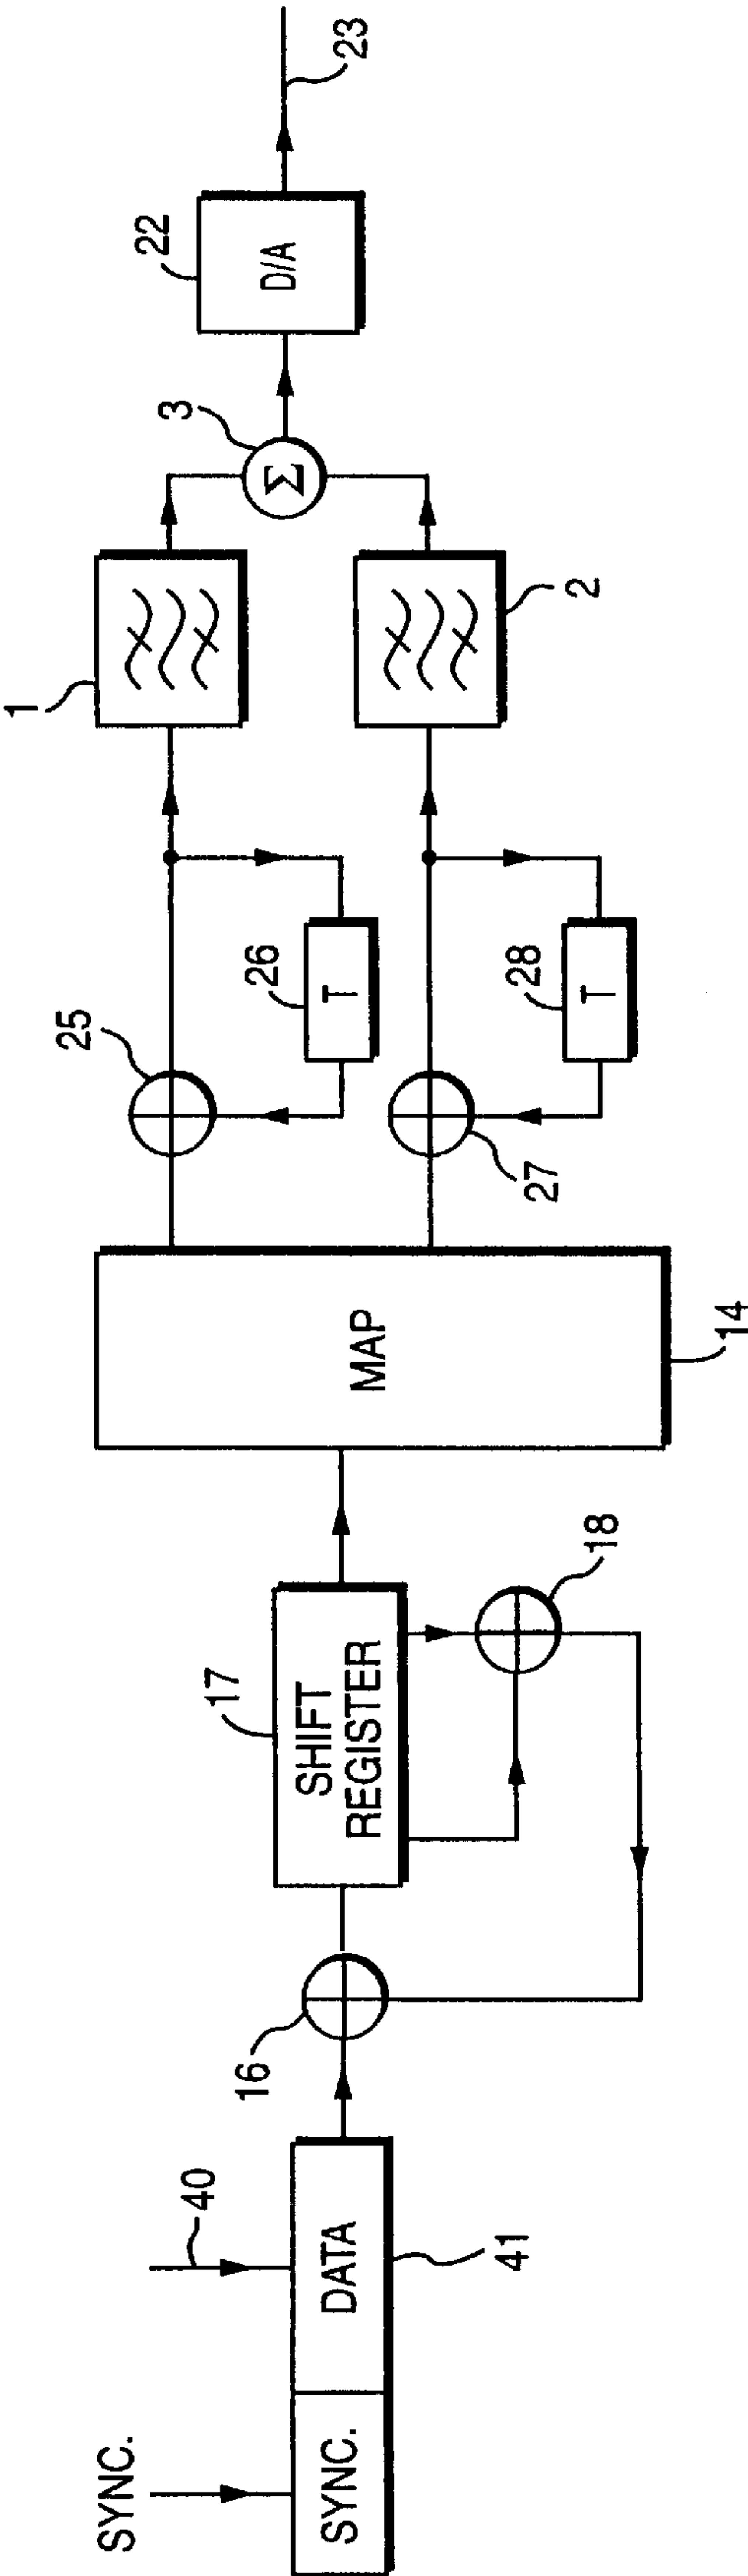 SYNC.
40
SYNC.
DATA
41
16
17
SHIFT
REGISTER
18
MAP
14
25
26
T
27
28
T
1
2
3
Σ
22
D/A
23